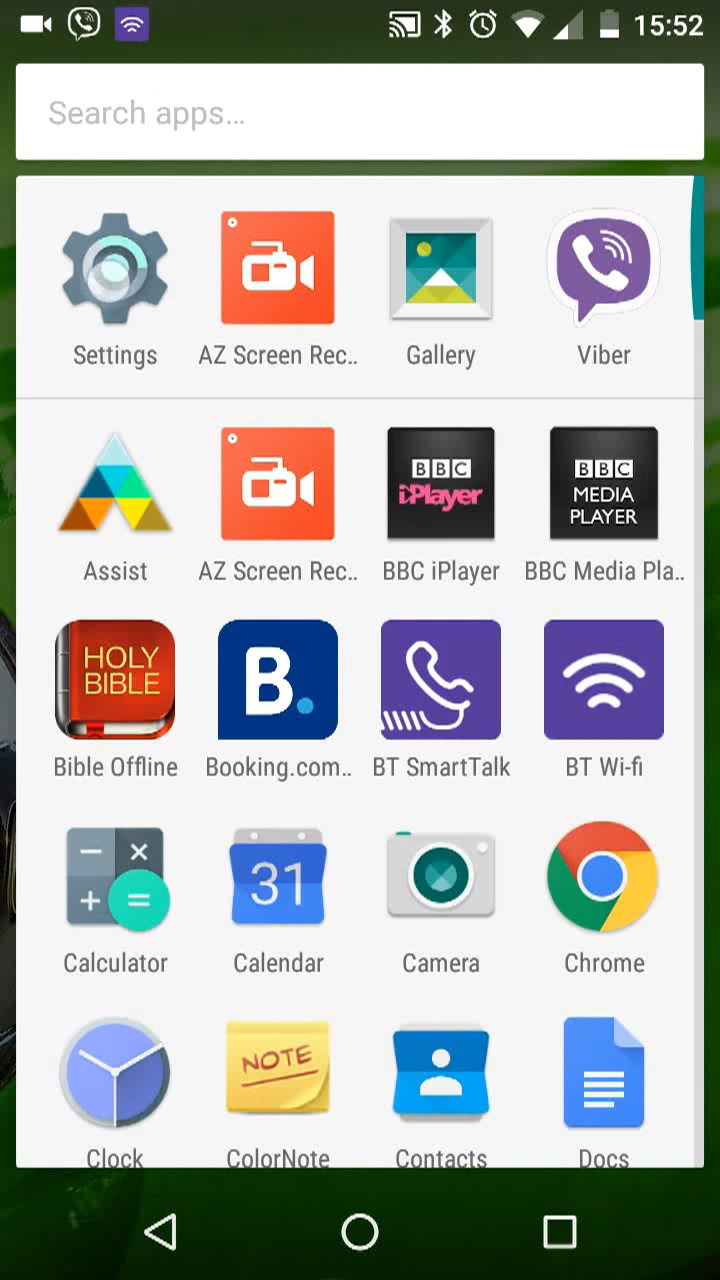 15:52
Search apps...
Settings
AZ Screen Rec..
Gallery
Viber
BBC
iPlayer
BBC
MEDIA
PLAYER
Assist
AZ Screen Rec..
BBC iPlayer
BBC Media Pla..
HOLY
BIBLE
B.
Bible Offline
Booking.com..
BT SmartTalk
BT Wi-fi
31
Calculator
Calendar
Camera
Chrome
NOTE
Clock
ColorNote
Contacts
Docs